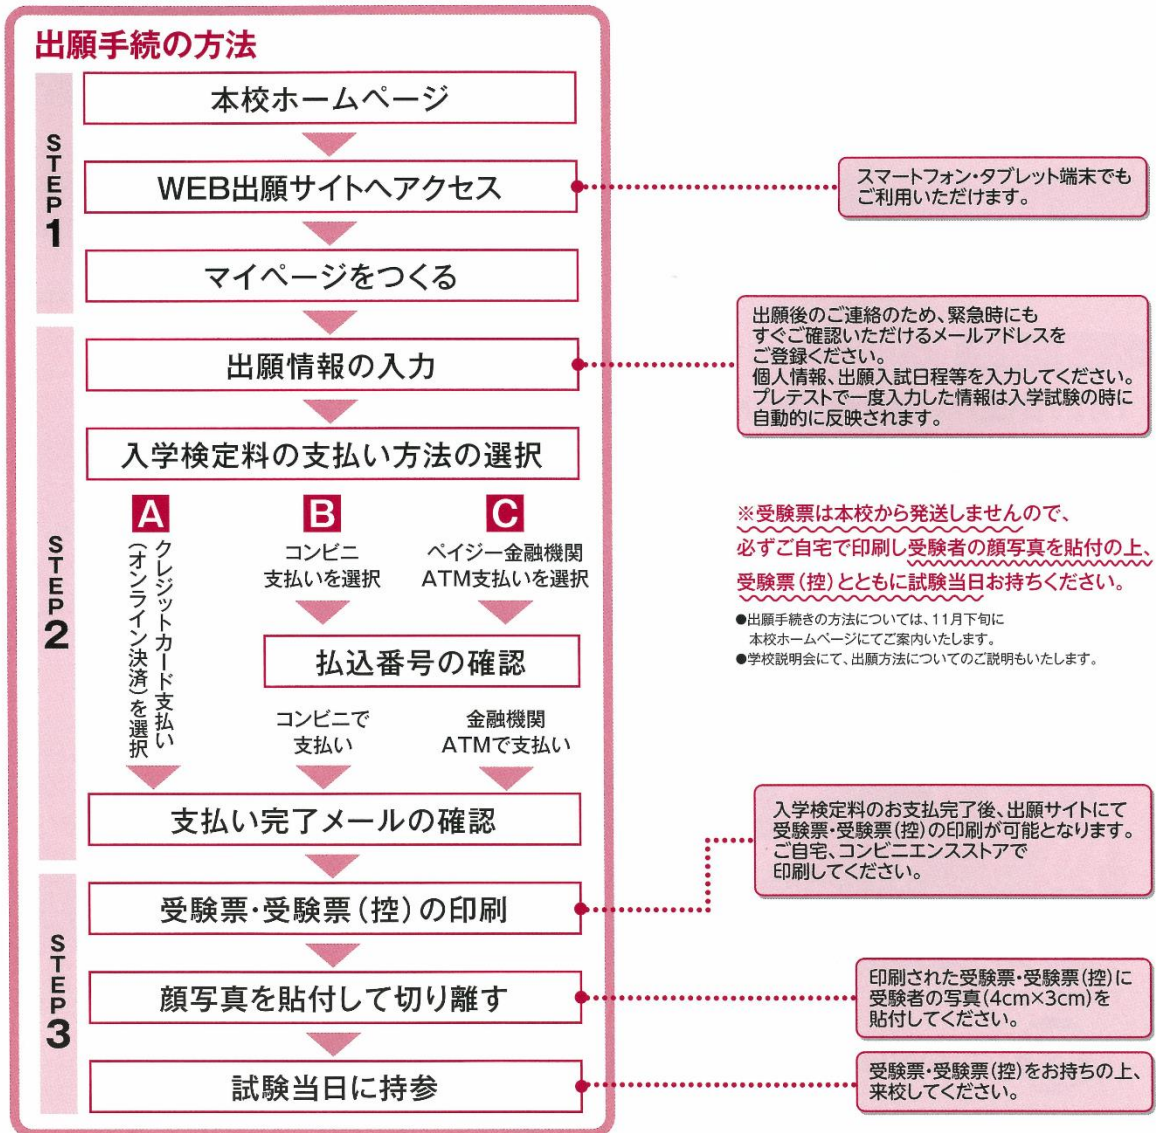 出願手続の方法
STEP1
本校ホームページ
WEB出願サイトへアクセス
スマートフォン・タブレット端末でも
ご利用いただけます。
マイページをつくる
STEP2
出願情報の入力
出願後のご連絡のため、緊急時にも
すぐご確認いただけるメールアドレスを
ご登録ください。
個人情報、出願入試日程等を入力してください。
プレテストで一度入力した情報は入学試験の時に
自動的に反映されます。
入学検定料の支払い方法の選択
A
クレジットカード支払い
(オンライン決済)を選択
B
コンビニ
支払いを選択
C
ペイジー金融機関
ATM支払いを選択
払込番号の確認
コンビニで
支払い
金融機関
ATMで支払い
支払い完了メールの確認
※受験票は本校から発送しませんので、
必ずご自宅で印刷し受験者の顔写真を貼付の上、
受験票(控)とともに試験当日お持ちください。
●出願手続きの方法については、11月下旬に
本校ホームページにてご案内いたします。
●学校説明会にて、出願方法についてのご説明もいたします。
STEP3
受験票・受験票(控)の印刷
入学検定料のお支払完了後、出願サイトにて
受験票・受験票(控)の印刷が可能となります。
ご自宅、コンビニエンスストアで
印刷してください。
顔写真を貼付して切り離す
印刷された受験票・受験票(控)に
受験者の写真(4cm×3cm)を
貼付してください。
試験当日に持参
受験票・受験票(控)をお持ちの上、
来校してください。